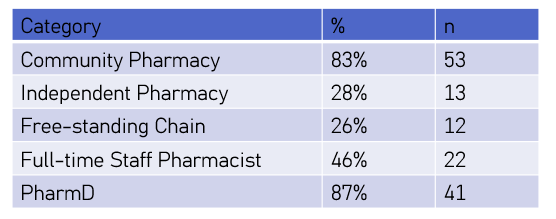 Category % n
Community Pharmacy 83% 53
Independent Pharmacy 28% 13
Free-standing Chain 26% 12
Full-time Staff Pharmacist 46% 22
PharmD 87% 41